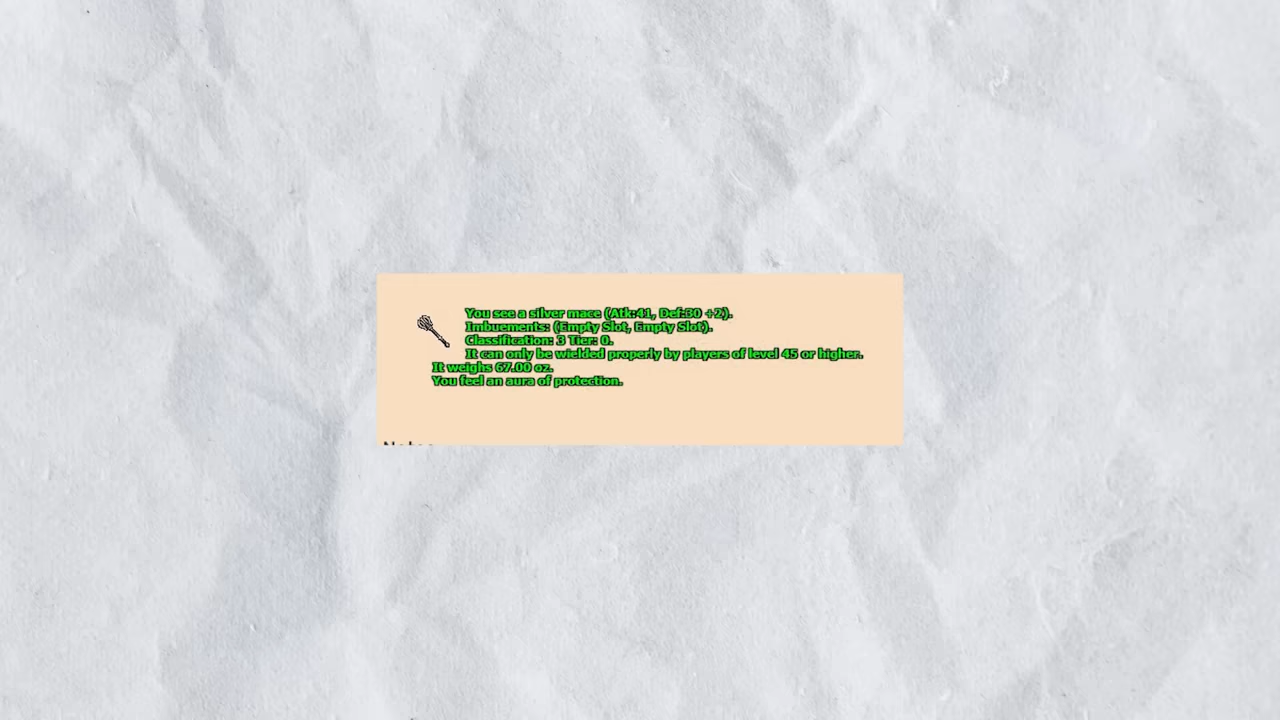 You see a silver mace (Atk:41, Def:30 +2).
Imbuements: (Empty Slot, Empty Slot).
Classification: 3 Tier: 0.
It can only be wielded properly by players of level 45 or higher.
It weighs 67.00 oz.
You feel an aura of protection.